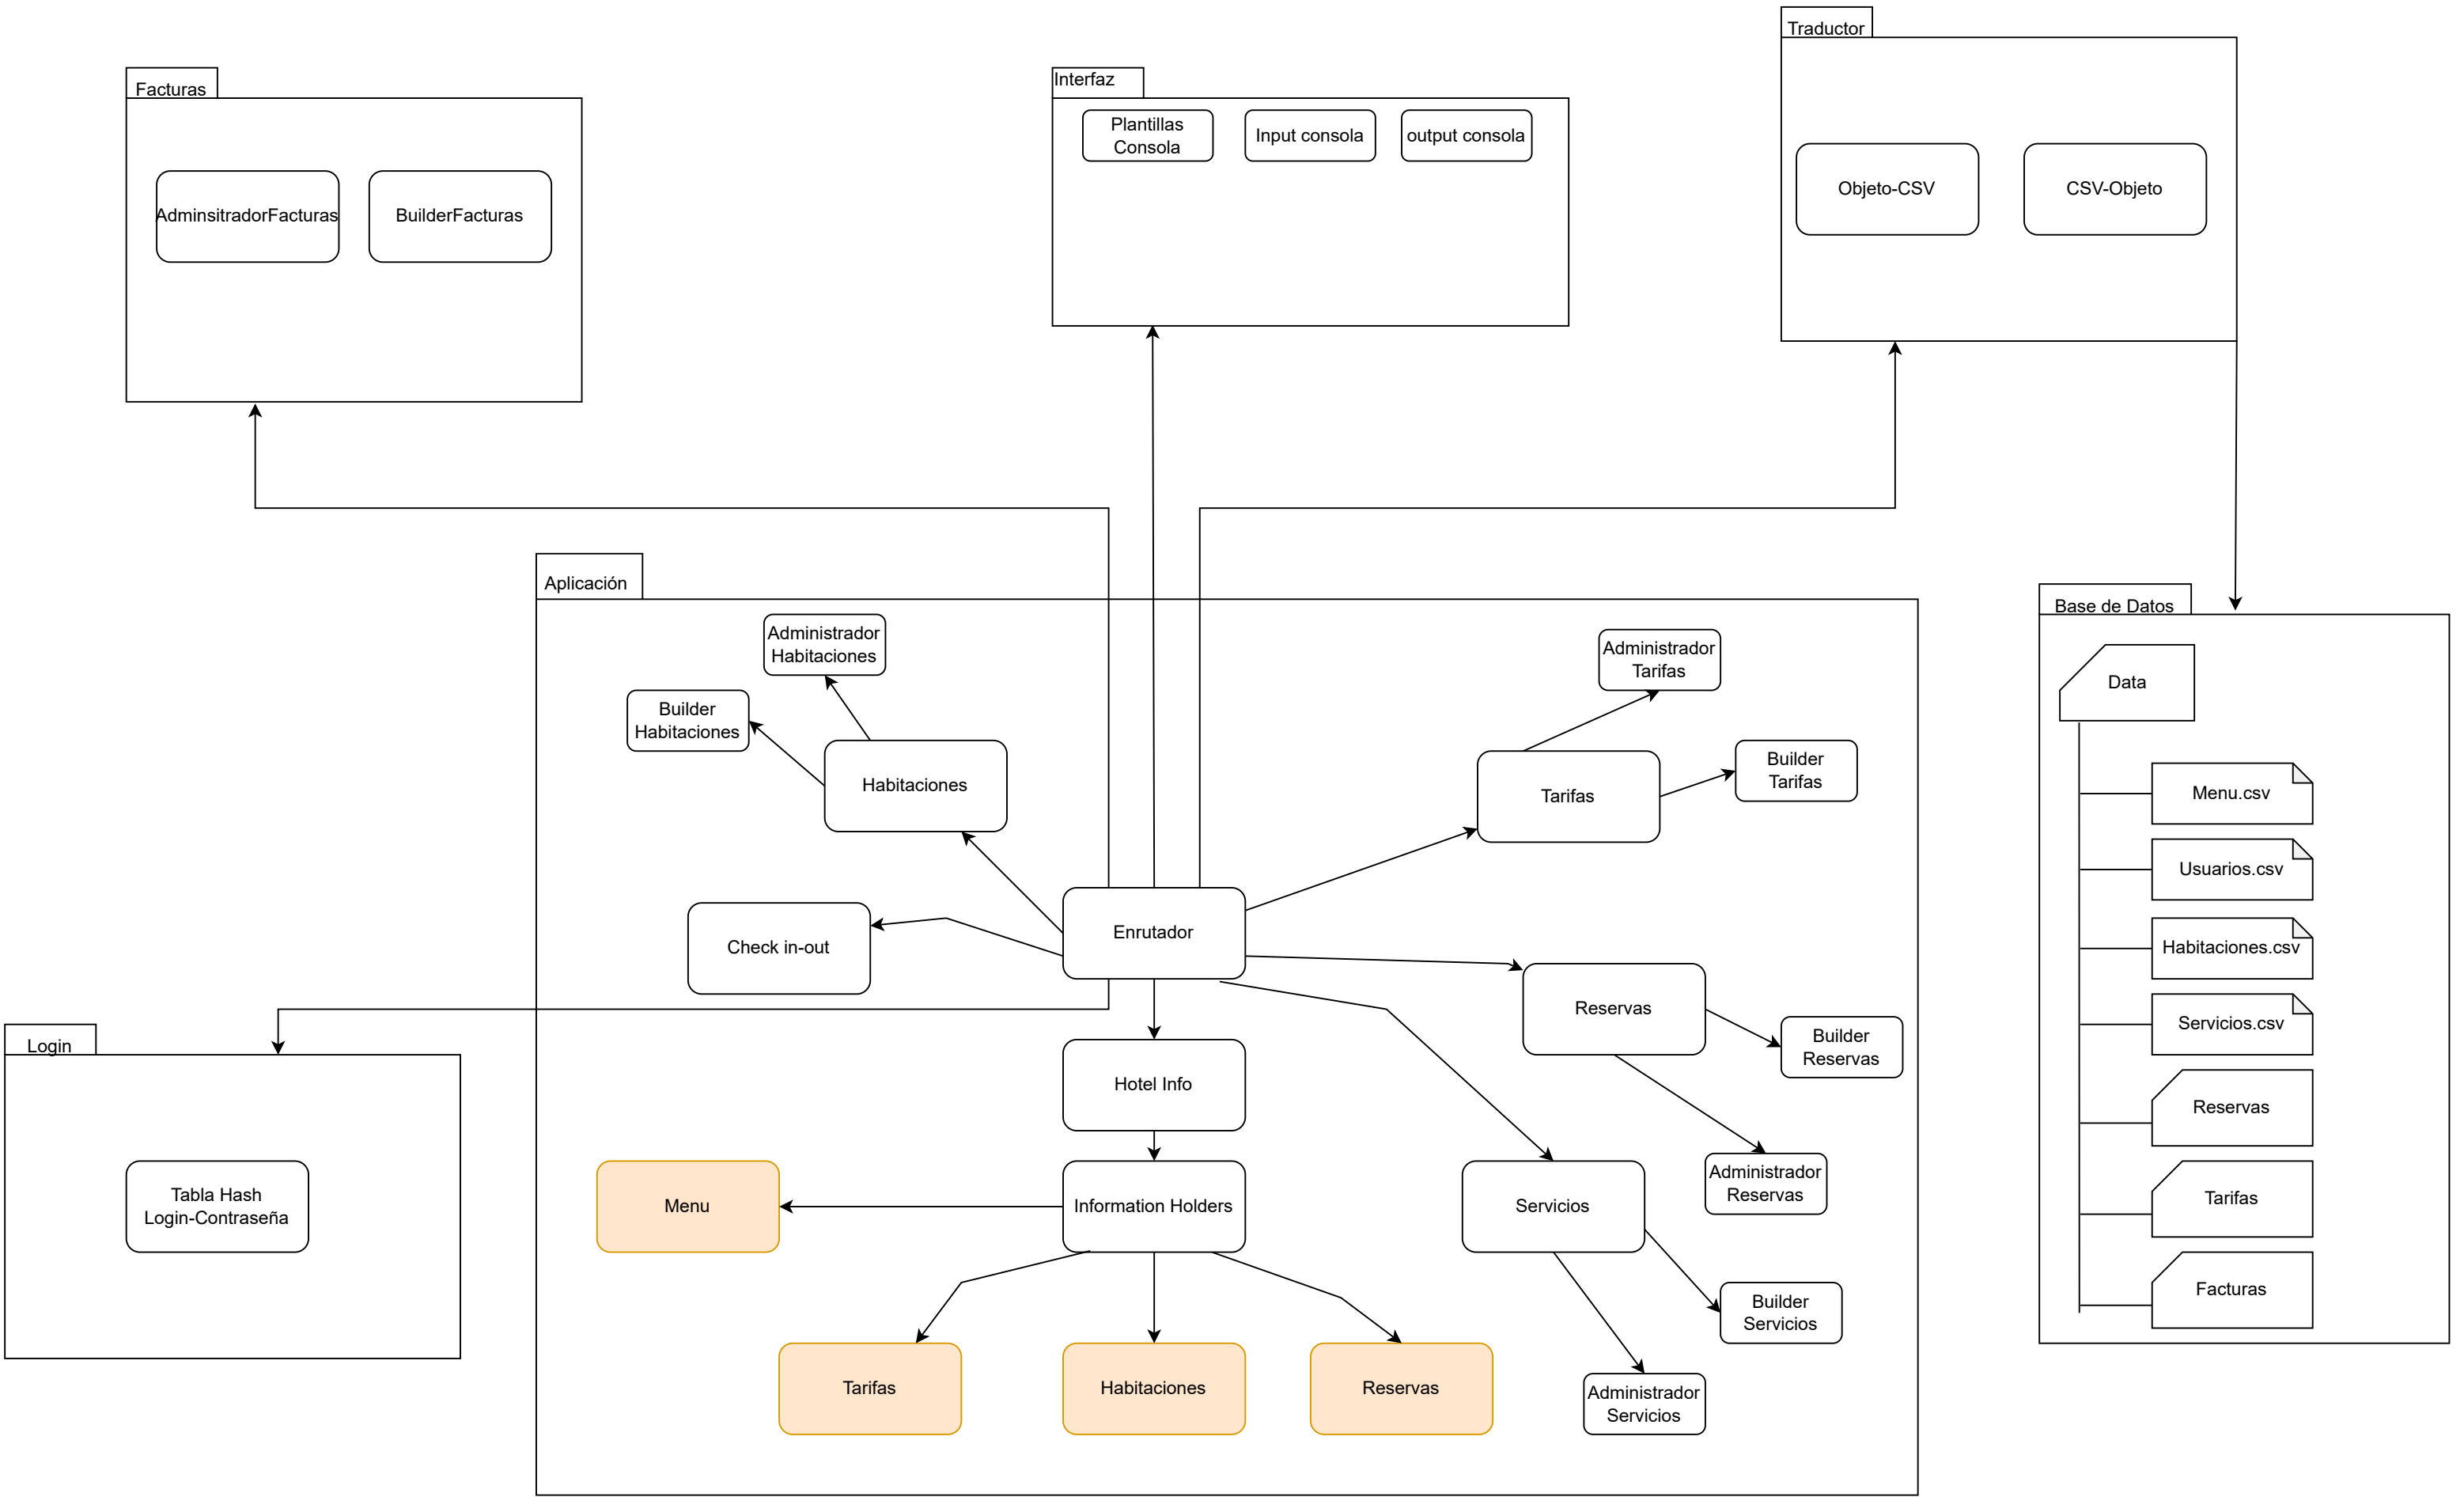 Traductor
Facturas
Interfaz
Plantillas
Consola
Input consola
output consola
Objeto-CSV
CSV-Objeto
AdminsitradorFacturas
BuilderFacturas
Aplicación
Base de Datos
Administrador
Habitaciones
Administrador
Tarifas
Data
Builder
Habitaciones
Builder
Tarifas
Habitaciones
Tarifas
Menu.csv
Usuarios.csv
Enrutador
Check in-out
Habitaciones.csv
Reservas
Servicios.csv
Login
Builder
Reservas
Hotel Info
Reservas
Tabla Hash
Login-Contraseña
Menu
Information Holders
Servicios
Administrador
Reservas
Tarifas
Facturas
Builder
Servicios
Tarifas
Habitaciones
Reservas
Administrador
Servicios